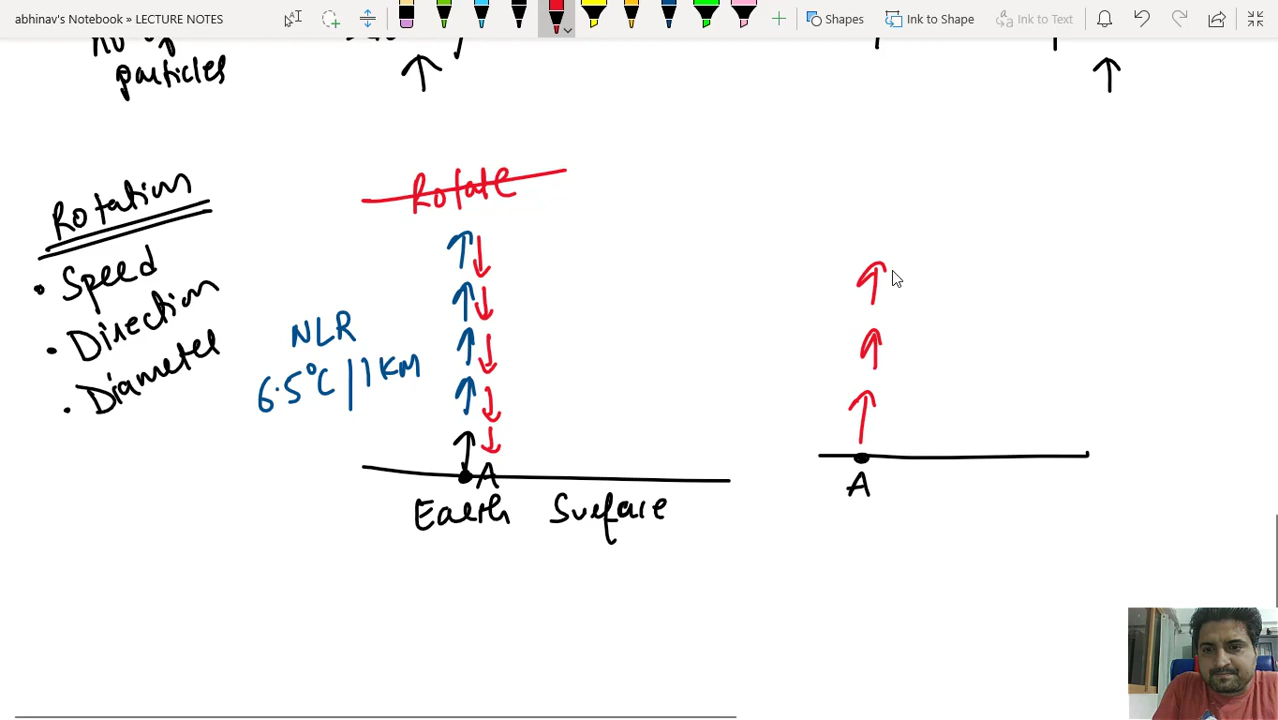 abhinav's Notebook » LECTURE NOTES
Shapes
Ink to Shape
Ink to Text
of
particles
Rotation
• Speed
• Direction
• Diameter
Rotate
NLR
6.5°C/1KM
A
Earth Surface
A